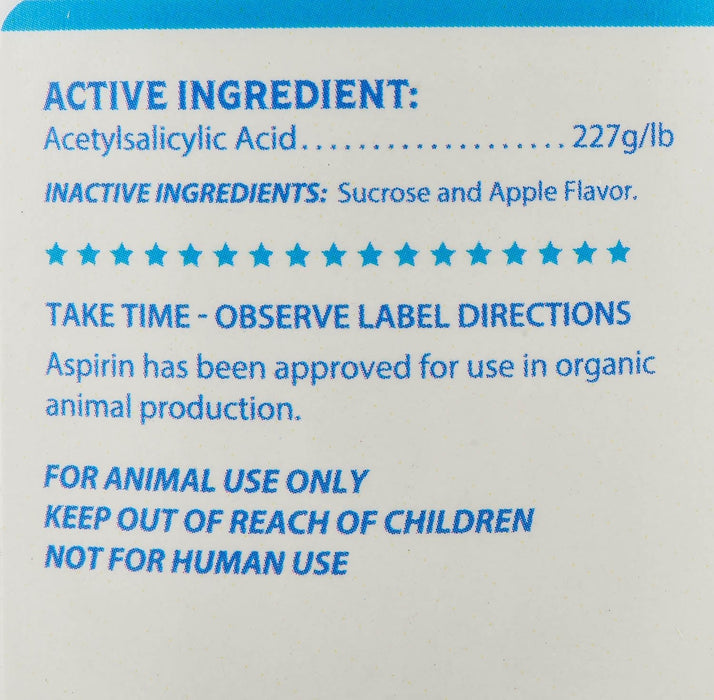 ACTIVE INGREDIENT:
Acetylsalicylic Acid.................... 227g/lb
INACTIVE INGREDIENTS: Sucrose and Apple Flavor.
TAKE TIME - OBSERVE LABEL DIRECTIONS
Aspirin has been approved for use in organic
animal production.
FOR ANIMAL USE ONLY
KEEP OUT OF REACH OF CHILDREN
NOT FOR HUMAN USE